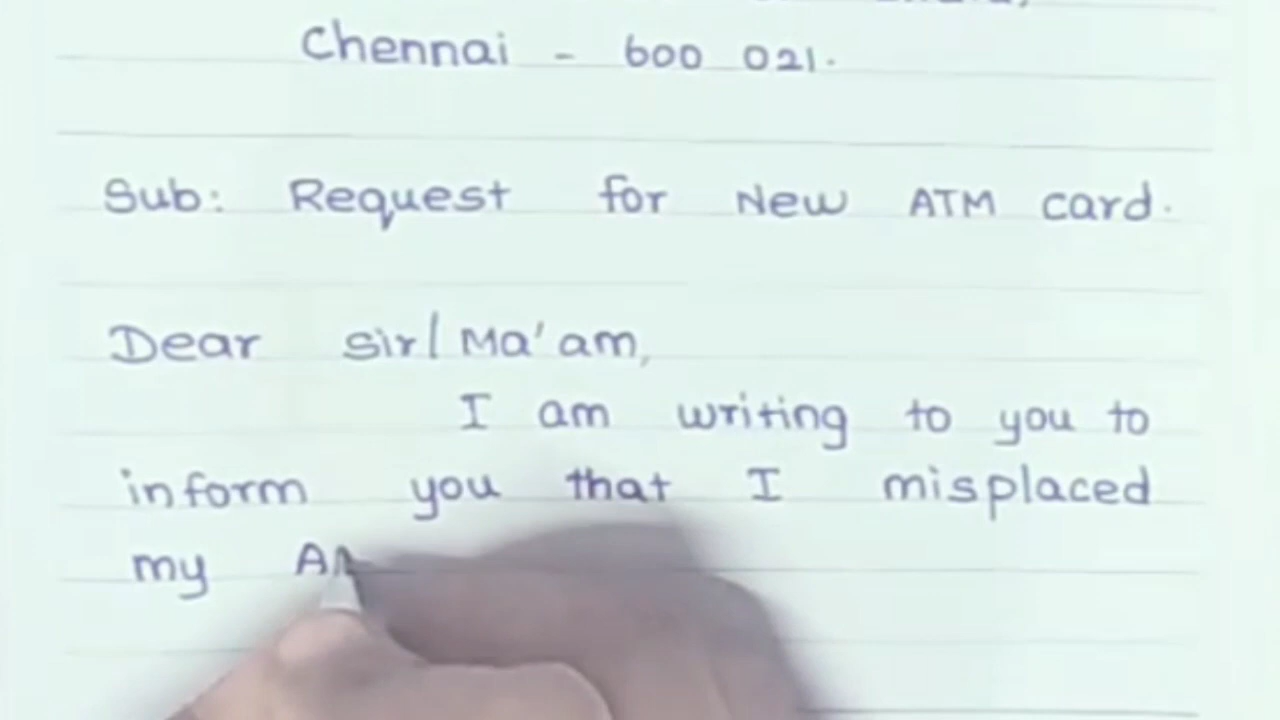 Chennai - 600 021.
Sub: Request for New ATM card.
Dear sir/Ma'am,
I am writing to you to
inform you that I misplaced
my